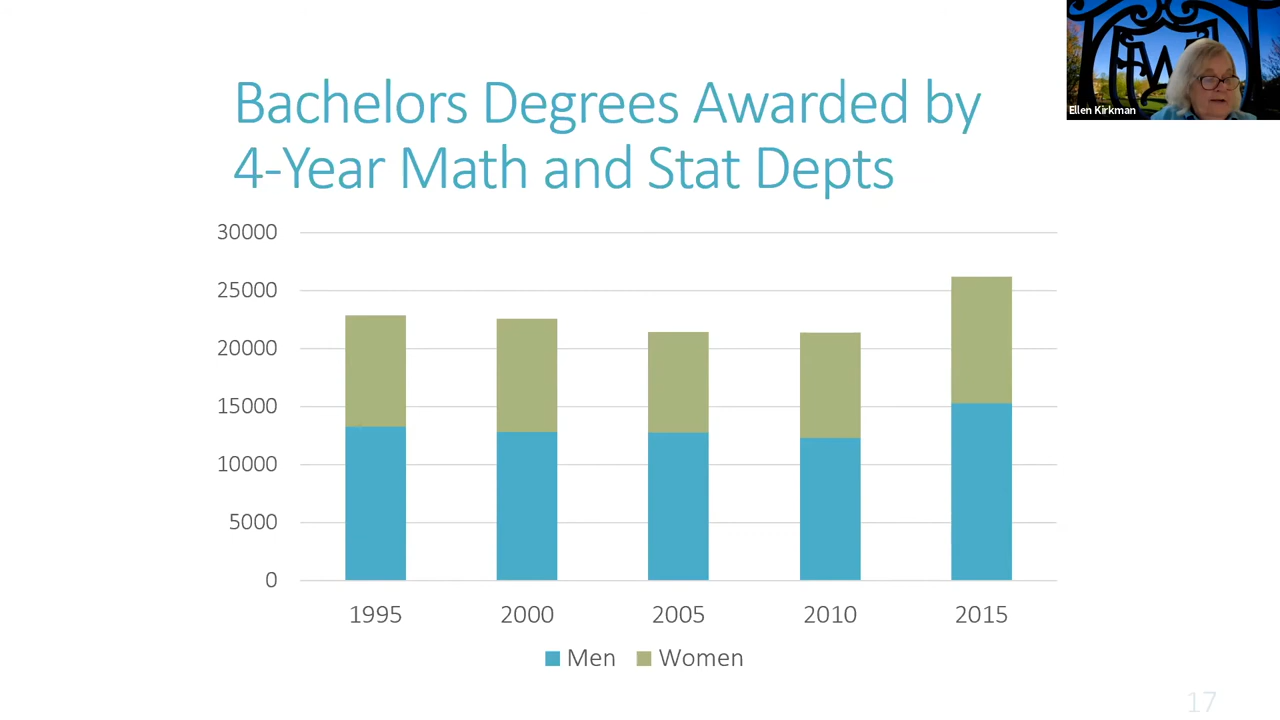 Bachelors Degrees Awarded by
4-Year Math and Stat Depts
Ellen Kirkman
30000
25000
20000
15000
10000
5000
0
1995 2000 2005 2010 2015
Men Women
17